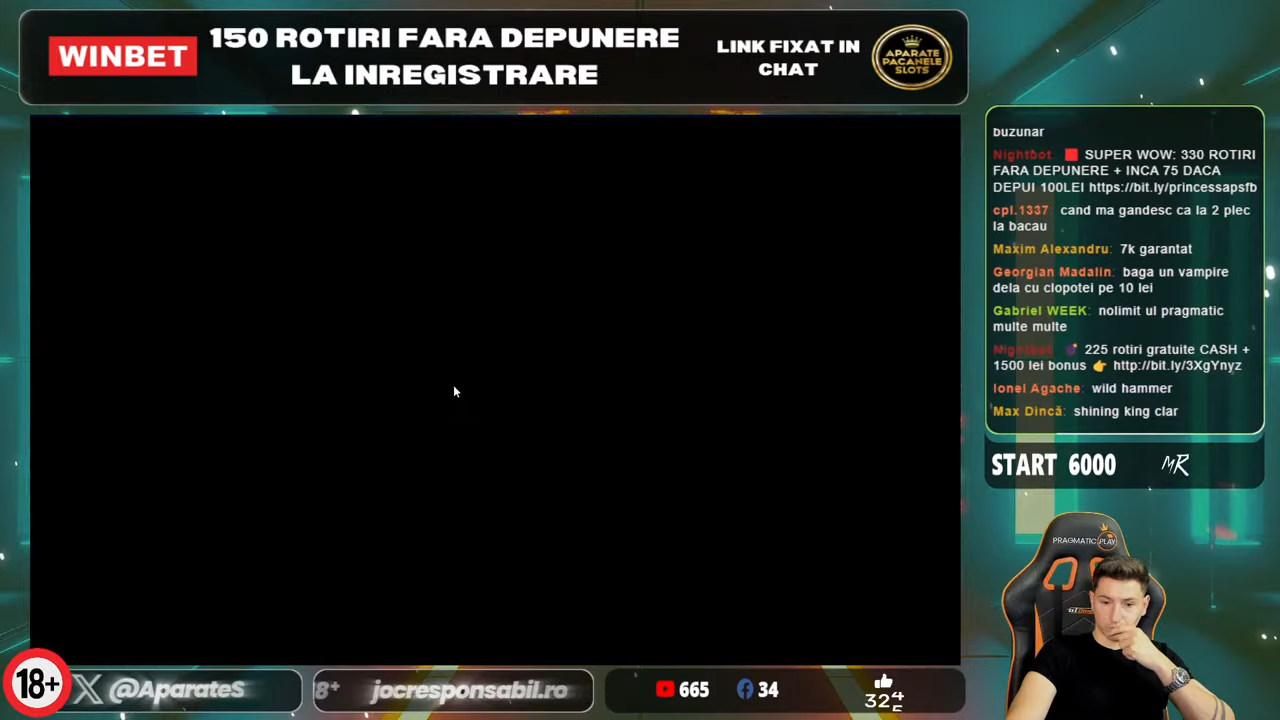 WINBET
150 ROTIRI FARA DEPUNERE
LA INREGISTRARE
LINK FIXAT IN
CHAT
APARATE
PACANELE
SLOTS
buzunar
Nightbot: 🟥 SUPER WOW: 330 ROTIRI
FARA DEPUNERE + INCA 75 DACA
DEPUI 100LEI https://bit.ly/princessapsfb
cpl.1337: cand ma gandesc ca la 2 plec
la bacau
Maxim Alexandru: 7k garantat
Georgian Madalin: baga un vampire
dela cu clopotei pe 10 lei
Gabriel WEEK: nolimit ul pragmatic
multe multe
Nightbot: 💣 225 rotiri gratuite CASH +
1500 lei bonus 👉 http://bit.ly/3XgYnyz
Ionel Agache: wild hammer
Max Dincă: shining king clar
START 6000 MR
PRAGMATIC PLAY
18+
@AparateS
8+ jocresponsabil.ro
665
34